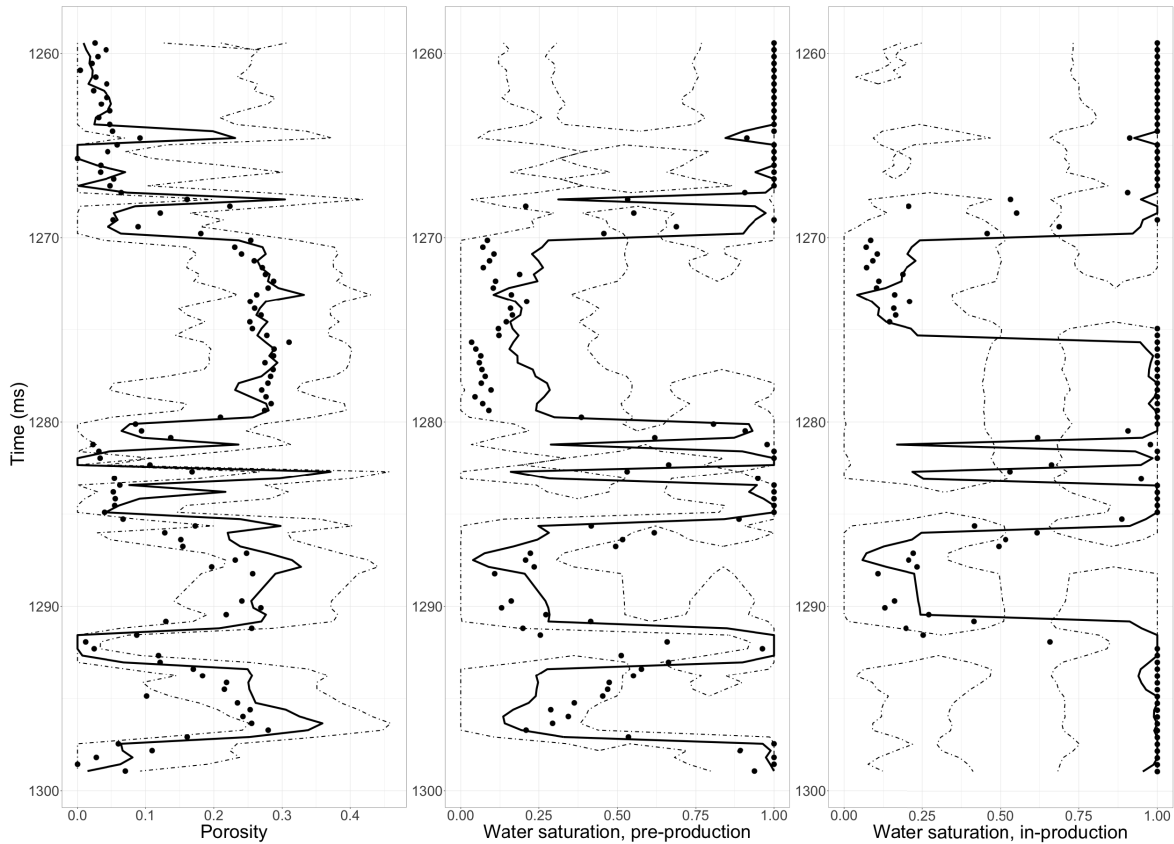 Time (ms)
1260
1270
1280
1290
1300
0.0 0.1 0.2 0.3 0.4
Porosity
1260
1270
1280
1290
1300
0.00 0.25 0.50 0.75 1.00
Water saturation, pre-production
1260
1270
1280
1290
1300
0.00 0.25 0.50 0.75 1.00
Water saturation, in-production